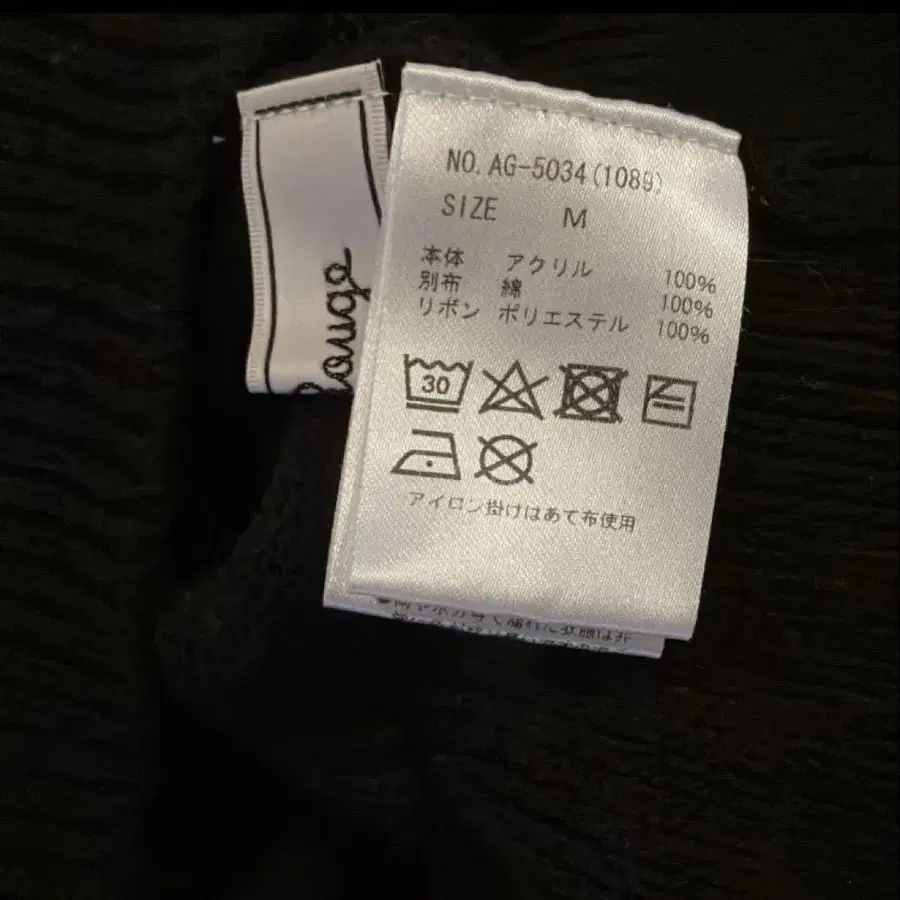 NO. AG-5034(1089)
SIZE M
本体 アクリル 100%
別布 綿 100%
リボン ポリエステル 100%
30
アイロン掛けはあて布使用
Rouge